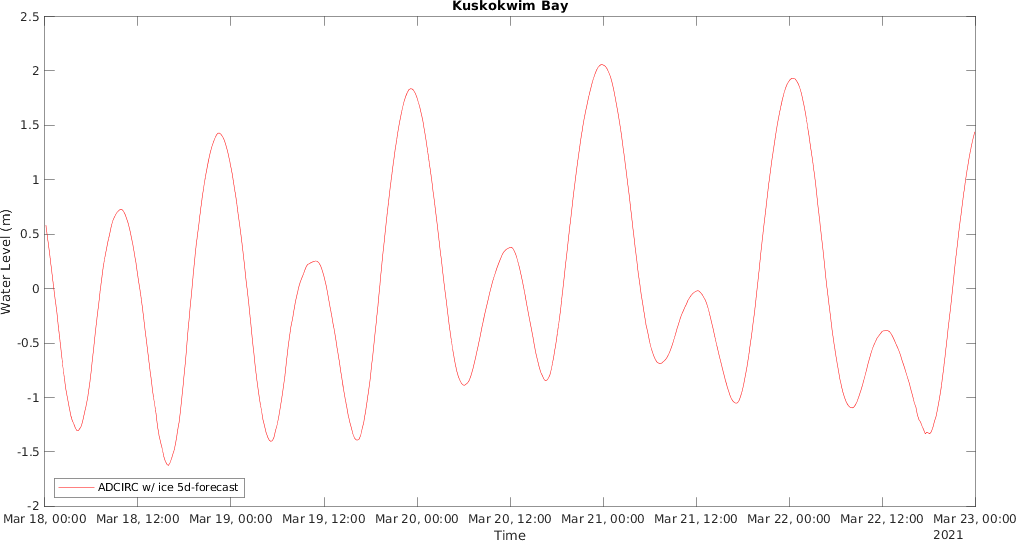 Kuskokwim Bay
2.5
2
1.5
1
0.5
0
-0.5
-1
-1.5
-2
Water Level (m)
ADCIRC w/ ice 5d-forecast
Mar 18, 00:00 Mar 18, 12:00 Mar 19, 00:00 Mar 19, 12:00 Mar 20, 00:00 Mar 20, 12:00 Mar 21, 00:00 Mar 21, 12:00 Mar 22, 00:00 Mar 22, 12:00 Mar 23, 00:00
Time
2021